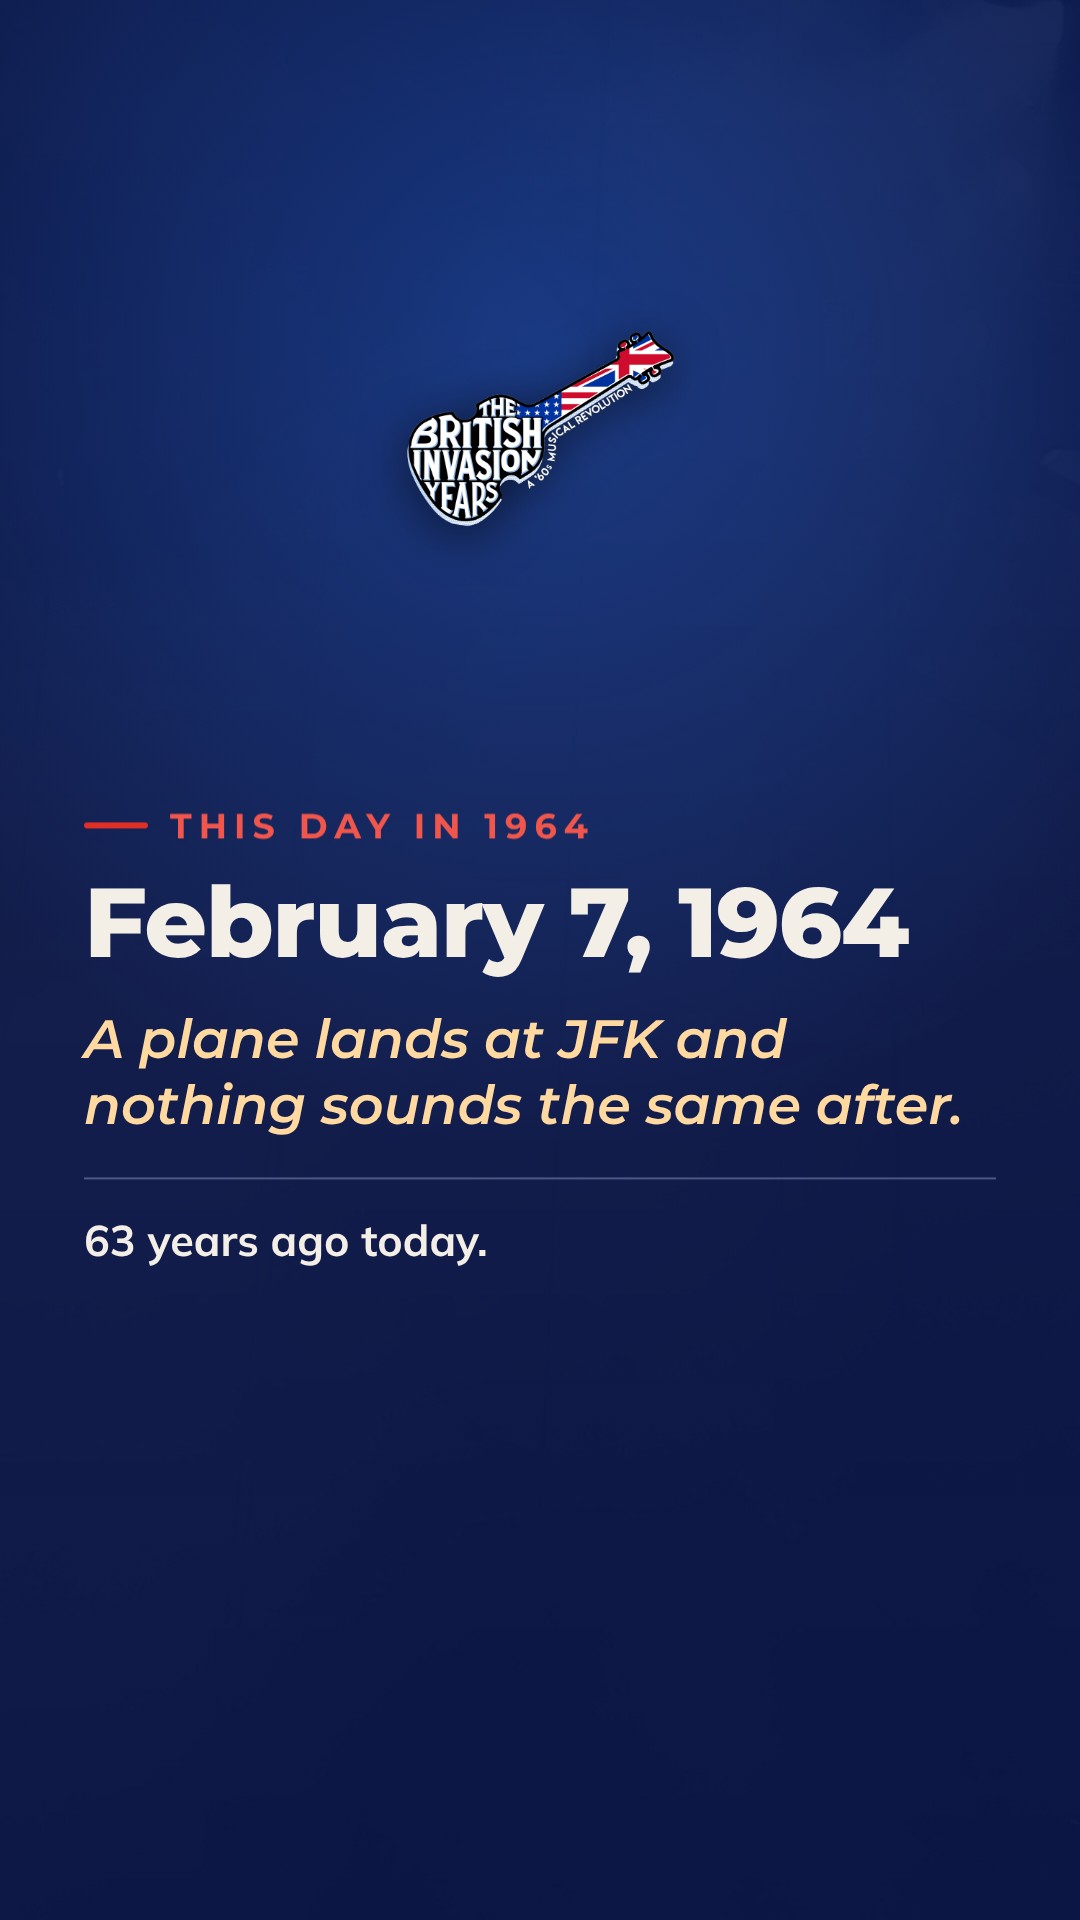 THE
BRITISH
INVASION
YEARS
A '60s MUSICAL REVOLUTION
THIS DAY IN 1964
February 7, 1964
A plane lands at JFK and
nothing sounds the same after.
63 years ago today.